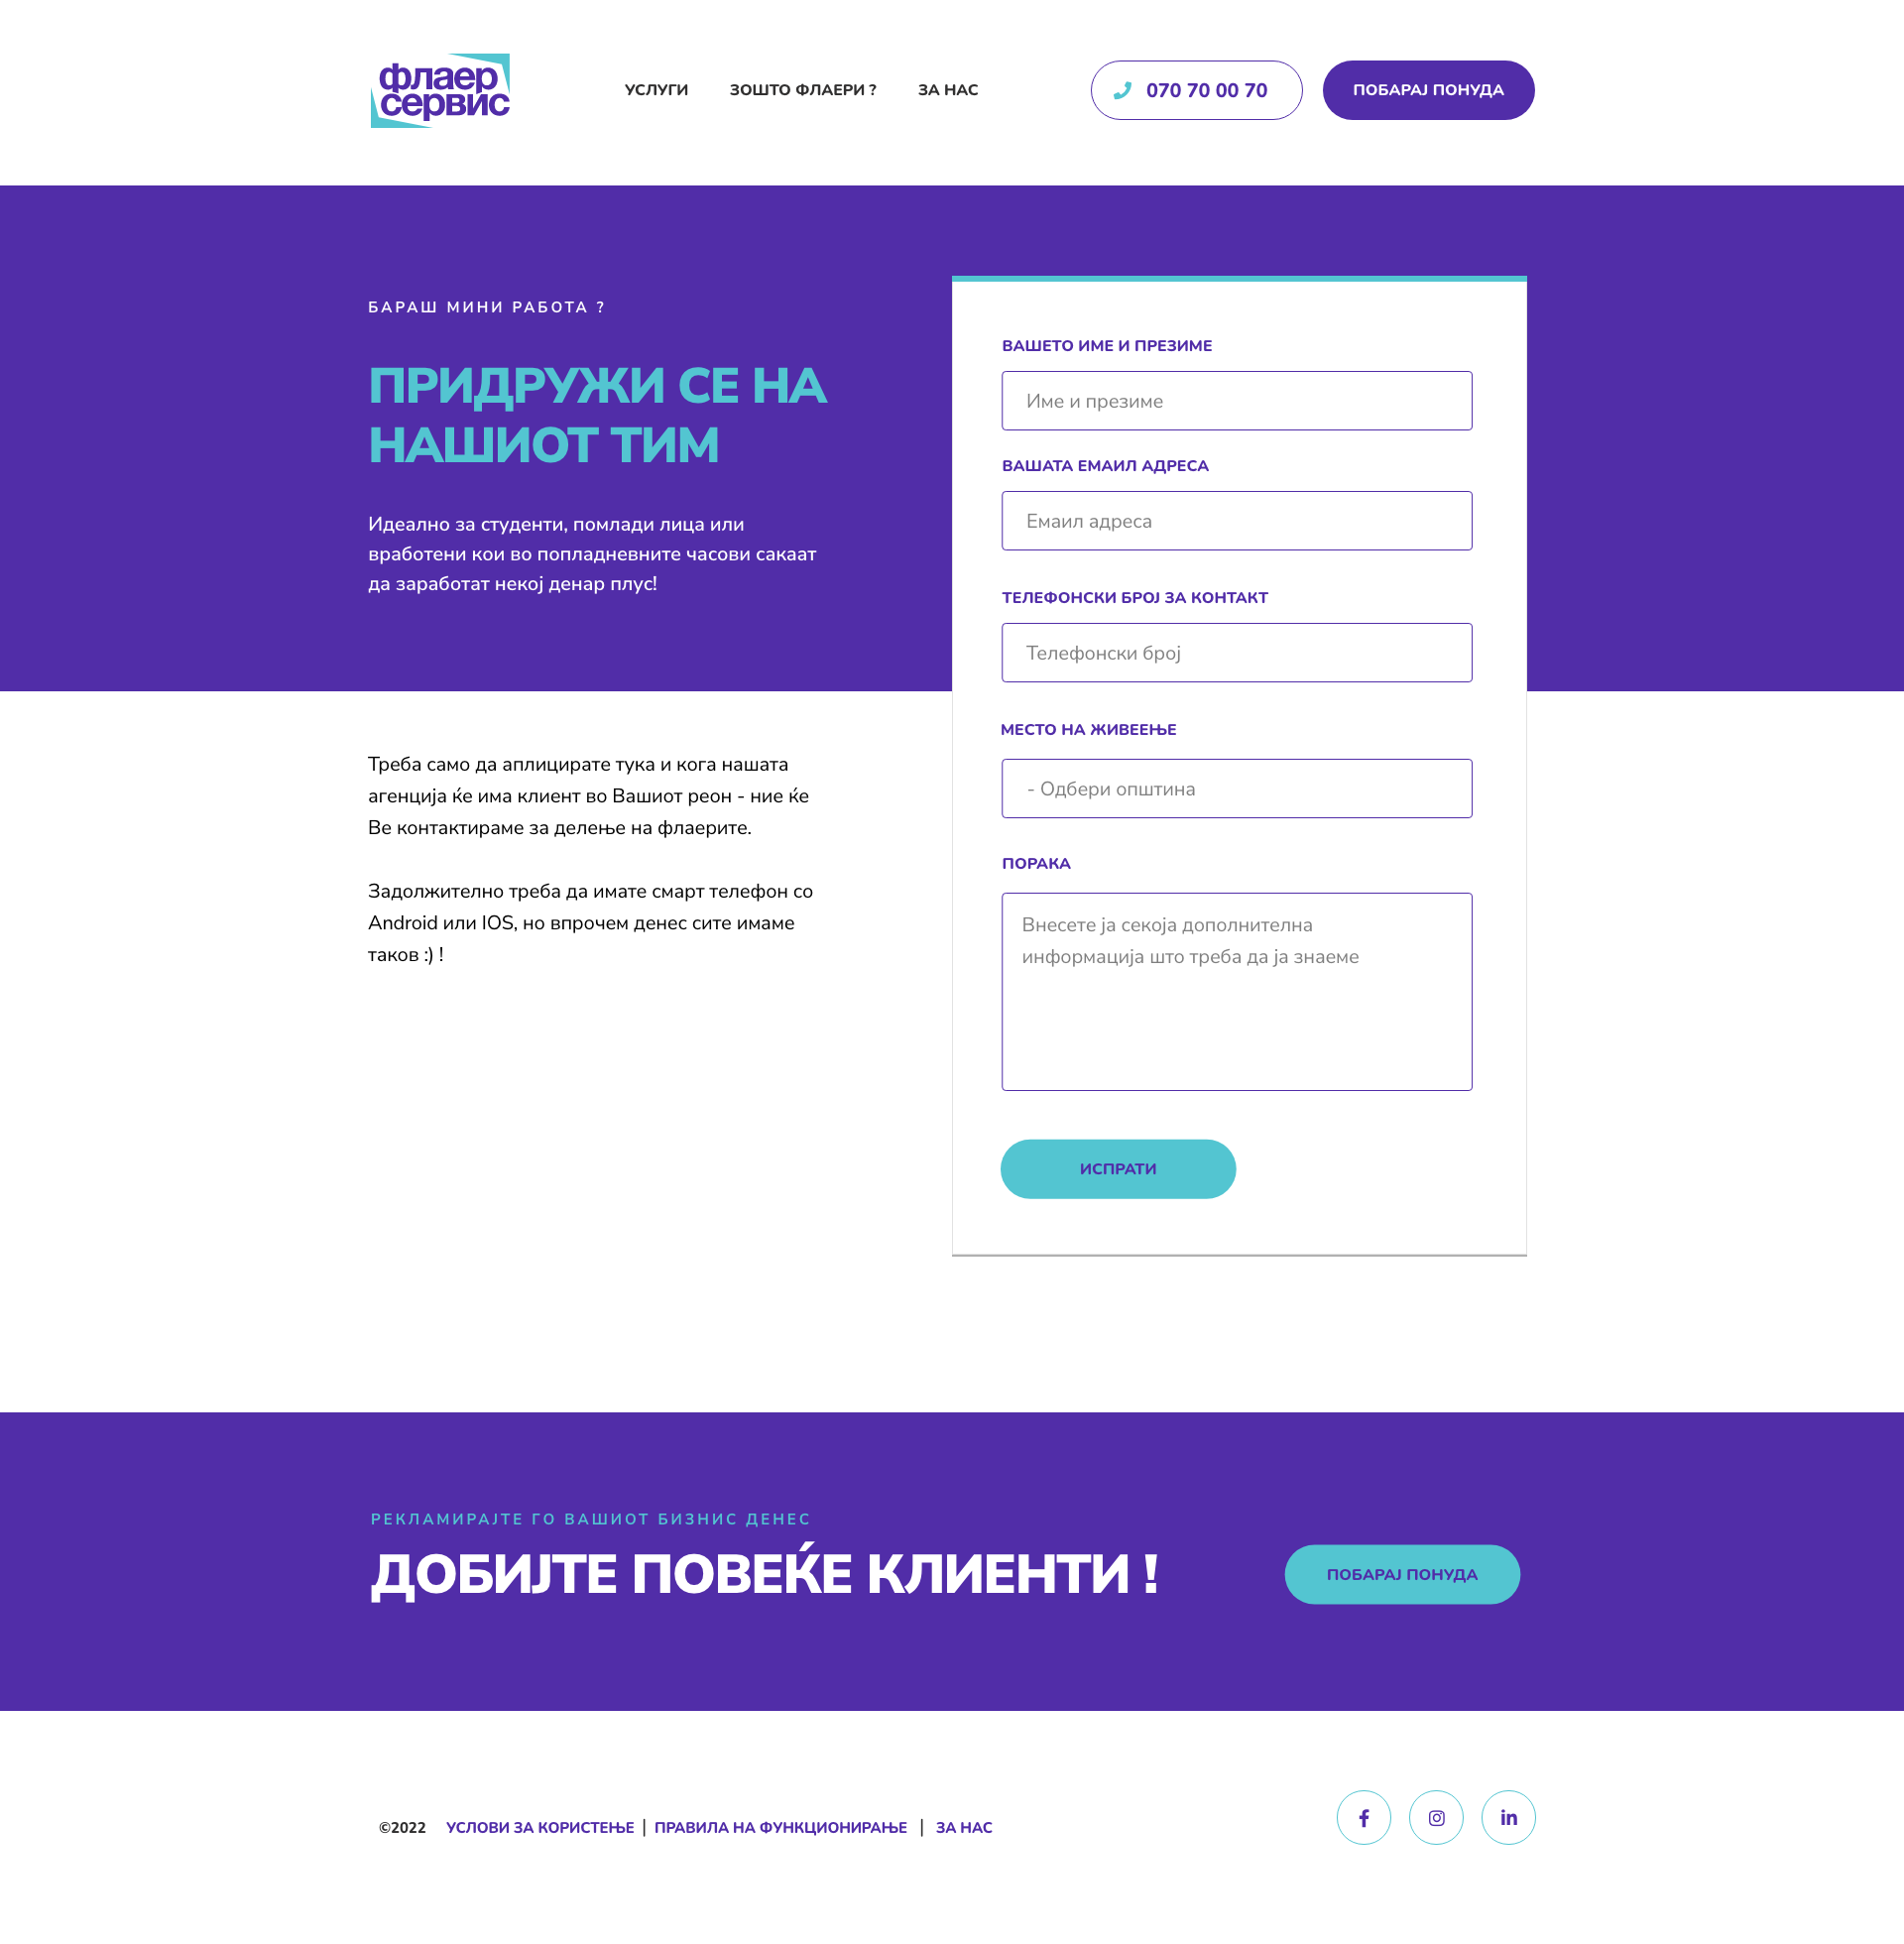 флаер
сервис
УСЛУГИ
ЗОШТО ФЛАЕРИ ?
ЗА НАС
070 70 00 70
ПОБАРАЈ ПОНУДА
БАРАШ МИНИ РАБОТА ?
ПРИДРУЖИ СЕ НА
НАШИОТ ТИМ
Идеално за студенти, помлади лица или
вработени кои во попладневните часови сакаат
да заработат некој денар плус!
Треба само да аплицирате тука и кога нашата
агенција ќе има клиент во Вашиот реон - ние ќе
Ве контактираме за делење на флаерите.
Задолжително треба да имате смарт телефон со
Android или IOS, но впрочем денес сите имаме
таков :) !
ВАШЕТО ИМЕ И ПРЕЗИМЕ
Име и презиме
ВАШАТА ЕМАИЛ АДРЕСА
Емаил адреса
ТЕЛЕФОНСКИ БРОЈ ЗА КОНТАКТ
Телефонски број
МЕСТО НА ЖИВЕЕЊЕ
- Одбери општина
ПОРАКА
Внесете ја секоја дополнителна
информација што треба да ја знаеме
ИСПРАТИ
РЕКЛАМИРАЈТЕ ГО ВАШИОТ БИЗНИС ДЕНЕС
ДОБИЈТЕ ПОВЕЌЕ КЛИЕНТИ !
ПОБАРАЈ ПОНУДА
©2022 УСЛОВИ ЗА КОРИСТЕЊЕ | ПРАВИЛА НА ФУНКЦИОНИРАЊЕ | ЗА НАС